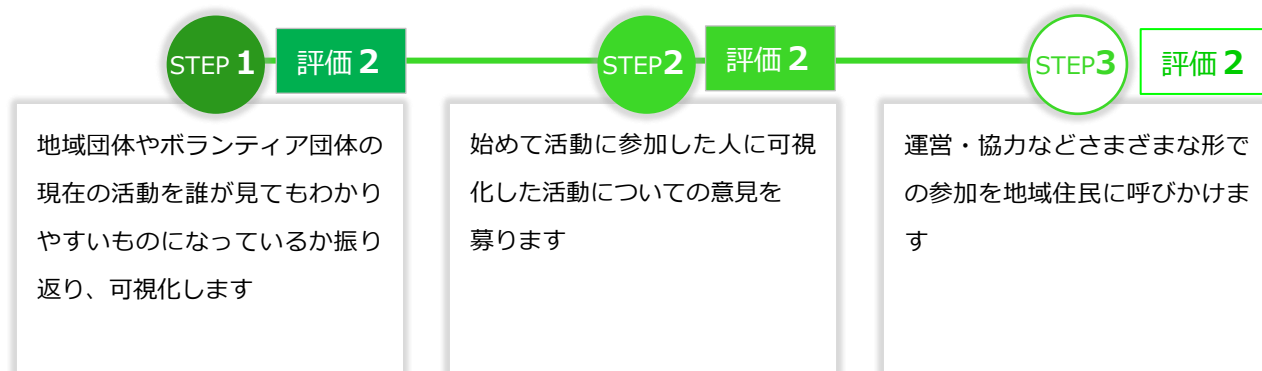 STEP 1 評価 2
地域団体やボランティア団体の
現在の活動を誰が見てもわかり
やすいものになっているか振り
返り、可視化します
STEP2 評価 2
始めて活動に参加した人に可視
化した活動についての意見を
募ります
STEP3 評価 2
運営・協力などさまざまな形で
の参加を地域住民に呼びかけま
す